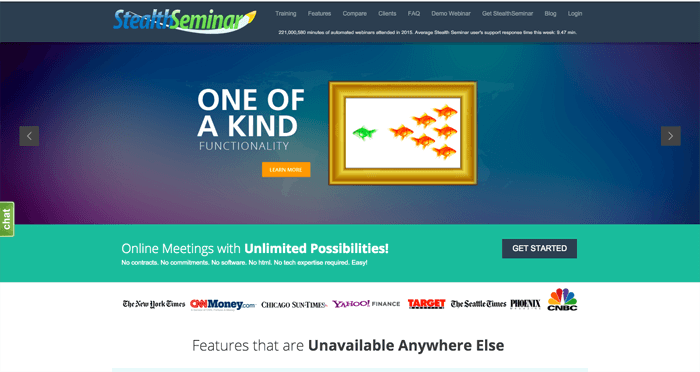 StealthSeminar
Training Features Compare Clients FAQ Demo Webinar Get StealthSeminar Blog Login
221,000,580 minutes of automated webinars attended in 2015. Average Stealth Seminar user's support response time this week: 9.47 min.
ONE OF
A KIND
FUNCTIONALITY
LEARN MORE
chat
Online Meetings with Unlimited Possibilities!
GET STARTED
No contracts. No commitments. No software. No html. No tech expertise required. Easy!
The New York Times CNNMoney.com CHICAGO SUN-TIMES YAHOO! FINANCE TARGET The Seattle Times PHOENIX CNBC
Features that are Unavailable Anywhere Else